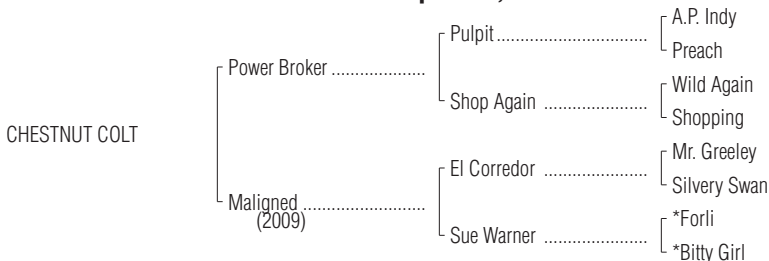 A.P. Indy
Pulpit
Preach
Power Broker
Wild Again
Shop Again
Shopping
CHESTNUT COLT
Mr. Greeley
El Corredor
Silvery Swan
Maligned
(2009)
*Forli
Sue Warner
*Bitty Girl